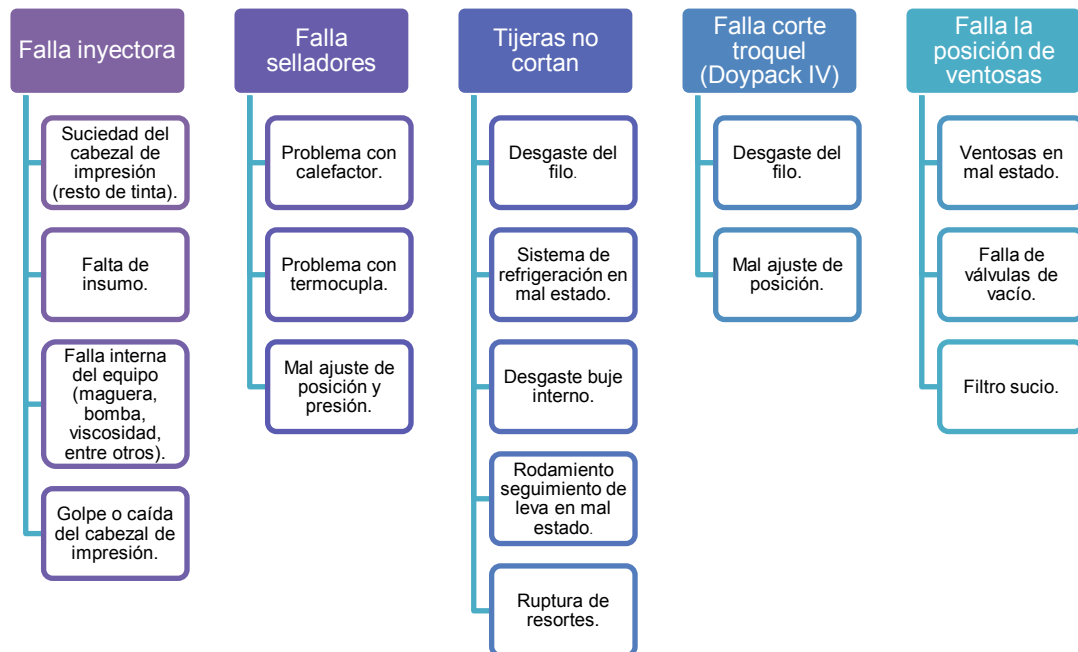 Falla inyectora
Suciedad del
cabezal de
impresión
(resto de tinta).
Falta de
insumo.
Falla interna
del equipo
(maguera,
bomba,
viscosidad,
entre otros).
Golpe o caída
del cabezal de
impresión.
Falla
selladores
Problema con
calefactor.
Problema con
termocupla.
Mal ajuste de
posición y
presión.
Tijeras no
cortan
Desgaste del
filo.
Sistema de
refrigeración en
mal estado.
Desgaste buje
interno.
Rodamiento
seguimiento de
leva en mal
estado.
Ruptura de
resortes.
Falla corte
troquel
(Doypack IV)
Desgaste del
filo.
Mal ajuste de
posición.
Falla la
posición de
ventosas
Ventosas en
mal estado.
Falla de
válvulas de
vacío.
Filtro sucio.